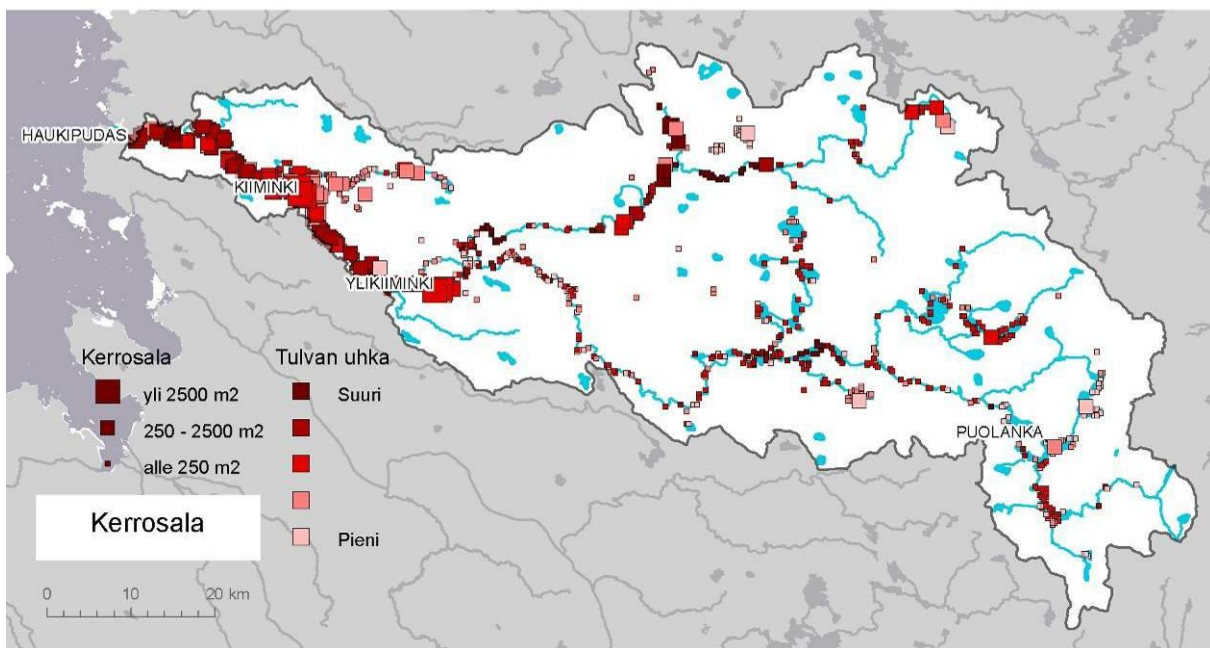 HAUKIPUDAS
KIIMINKI
YLIKIIMINKI
PUOLANKA
Kerrosala
yli 2500 m2
250 - 2500 m2
alle 250 m2
Tulvan uhka
Suuri
Pieni
Kerrosala
0 10 20 km